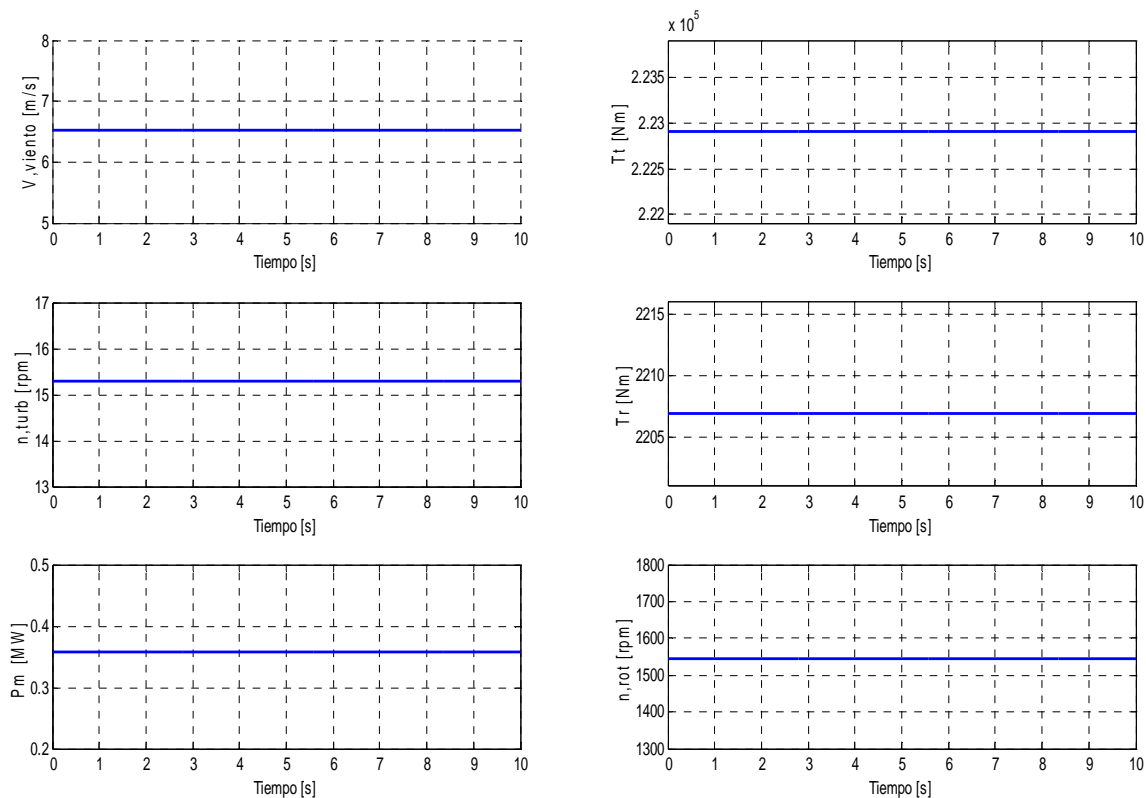 8
7
6
5
V,viento [m/s]
0 1 2 3 4 5 6 7 8 9 10
Tiempo [s]
x 10^5
2.235
2.23
2.225
2.22
Tt [Nm]
0 1 2 3 4 5 6 7 8 9 10
Tiempo [s]
17
16
15
14
13
n,turb [rpm]
0 1 2 3 4 5 6 7 8 9 10
Tiempo [s]
2215
2210
2205
Tr [Nm]
0 1 2 3 4 5 6 7 8 9 10
Tiempo [s]
0.5
0.4
0.3
0.2
Pm [MW]
0 1 2 3 4 5 6 7 8 9 10
Tiempo [s]
1800
1700
1600
1500
1400
1300
n,rot [rpm]
0 1 2 3 4 5 6 7 8 9 10
Tiempo [s]